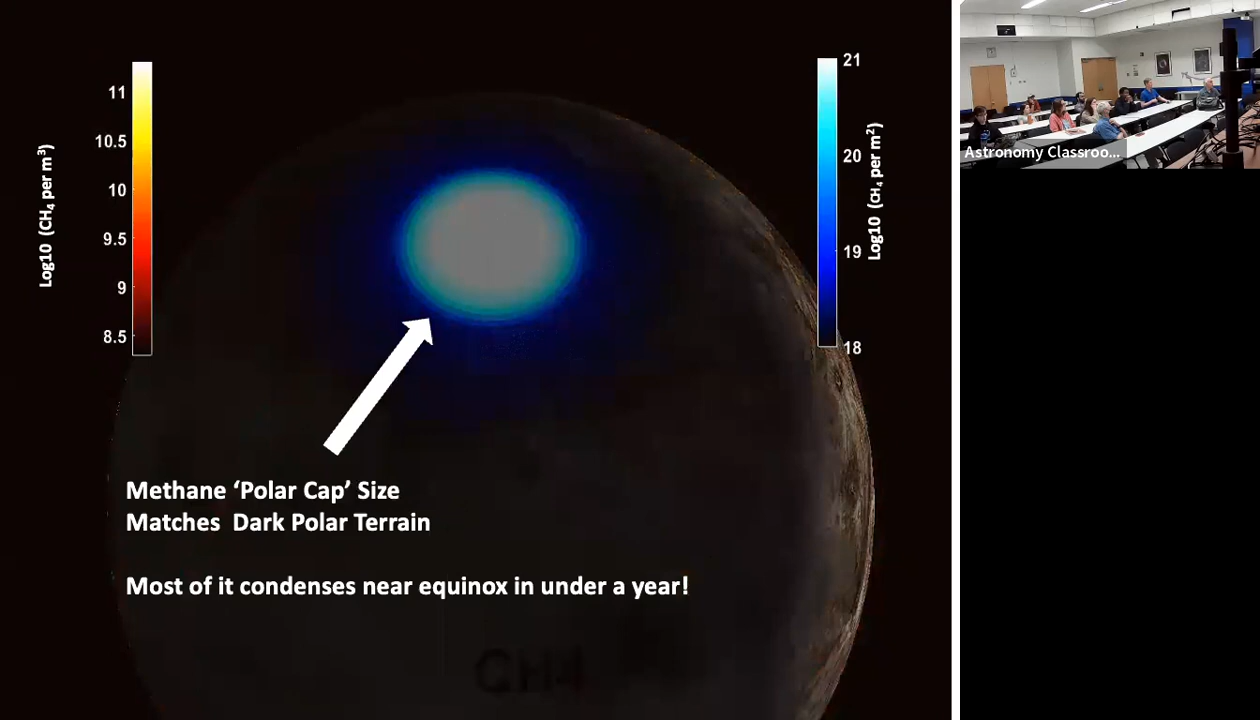 11
10.5
10
9.5
9
8.5
Log10 (CH4 per m3)
21
20
19
18
Log10 (CH4 per m2)
Methane ‘Polar Cap’ Size
Matches Dark Polar Terrain
Most of it condenses near equinox in under a year!
CH4
Astronomy Classroo...